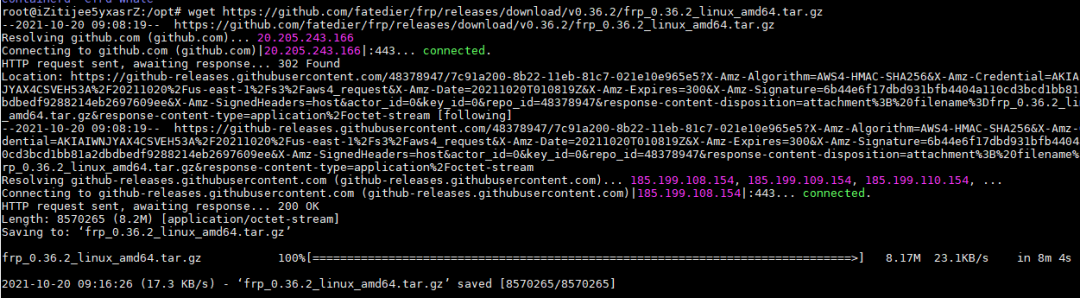 root@iZitijee5yxasrZ:/opt# wget https://github.com/fatedier/frp/releases/download/v0.36.2/frp_0.36.2_linux_amd64.tar.gz
--2021-10-20 09:08:19--  https://github.com/fatedier/frp/releases/download/v0.36.2/frp_0.36.2_linux_amd64.tar.gz
Resolving github.com (github.com)... 20.205.243.166
Connecting to github.com (github.com)|20.205.243.166|:443... connected.
HTTP request sent, awaiting response... 302 Found
Location: https://github-releases.githubusercontent.com/48378947/7c91a200-8b22-11eb-81c7-021e10e965e5?X-Amz-Algorithm=AWS4-HMAC-SHA256&X-Amz-Credential=AKIA
JYAX4CSVEH53A%2F20211020%2Fus-east-1%2Fs3%2Faws4_request&X-Amz-Date=20211020T010819Z&X-Amz-Expires=300&X-Amz-Signature=6b44e6f17dbd931bfb4404a110cd3bcd1bb81
bdbedf9288214eb2697609ee&X-Amz-SignedHeaders=host&actor_id=0&key_id=0&repo_id=48378947&response-content-disposition=attachment%3B%20filename%3Dfrp_0.36.2_li
_amd64.tar.gz&response-content-type=application%2Foctet-stream [following]
--2021-10-20 09:08:19--  https://github-releases.githubusercontent.com/48378947/7c91a200-8b22-11eb-81c7-021e10e965e5?X-Amz-Algorithm=AWS4-HMAC-SHA256&X-Amz-
dential=AKIAIWNJYAX4CSVEH53A%2F20211020%2Fus-east-1%2Fs3%2Faws4_request&X-Amz-Date=20211020T010819Z&X-Amz-Expires=300&X-Amz-Signature=6b44e6f17dbd931bfb4404
0cd3bcd1bb81a2dbdbedf9288214eb2697609ee&X-Amz-SignedHeaders=host&actor_id=0&key_id=0&repo_id=48378947&response-content-disposition=attachment%3B%20filename%
rp_0.36.2_linux_amd64.tar.gz&response-content-type=application%2Foctet-stream
Resolving github-releases.githubusercontent.com (github-releases.githubusercontent.com)... 185.199.108.154, 185.199.109.154, 185.199.110.154, ...
Connecting to github-releases.githubusercontent.com (github-releases.githubusercontent.com)|185.199.108.154|:443... connected.
HTTP request sent, awaiting response... 200 OK
Length: 8570265 (8.2M) [application/octet-stream]
Saving to: ‘frp_0.36.2_linux_amd64.tar.gz’
frp_0.36.2_linux_amd64.tar.gz 100%[==================================================================================>] 8.17M 23.1KB/s in 8m 4s
2021-10-20 09:16:26 (17.3 KB/s) - ‘frp_0.36.2_linux_amd64.tar.gz’ saved [8570265/8570265]